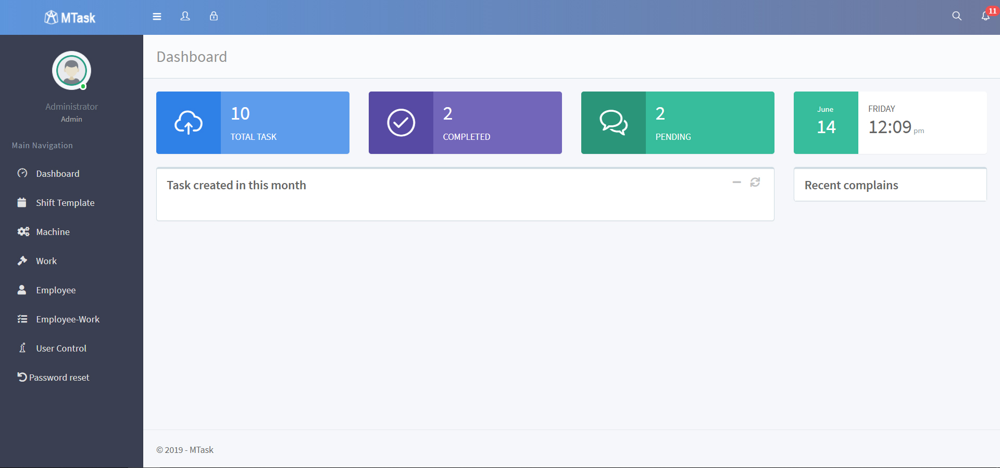 MTask
11
Administrator
Admin
Main Navigation
Dashboard
Shift Template
Machine
Work
Employee
Employee-Work
User Control
Password reset
Dashboard
10
TOTAL TASK
2
COMPLETED
2
PENDING
June
14
FRIDAY
12:09 pm
Task created in this month
Recent complains
© 2019 - MTask